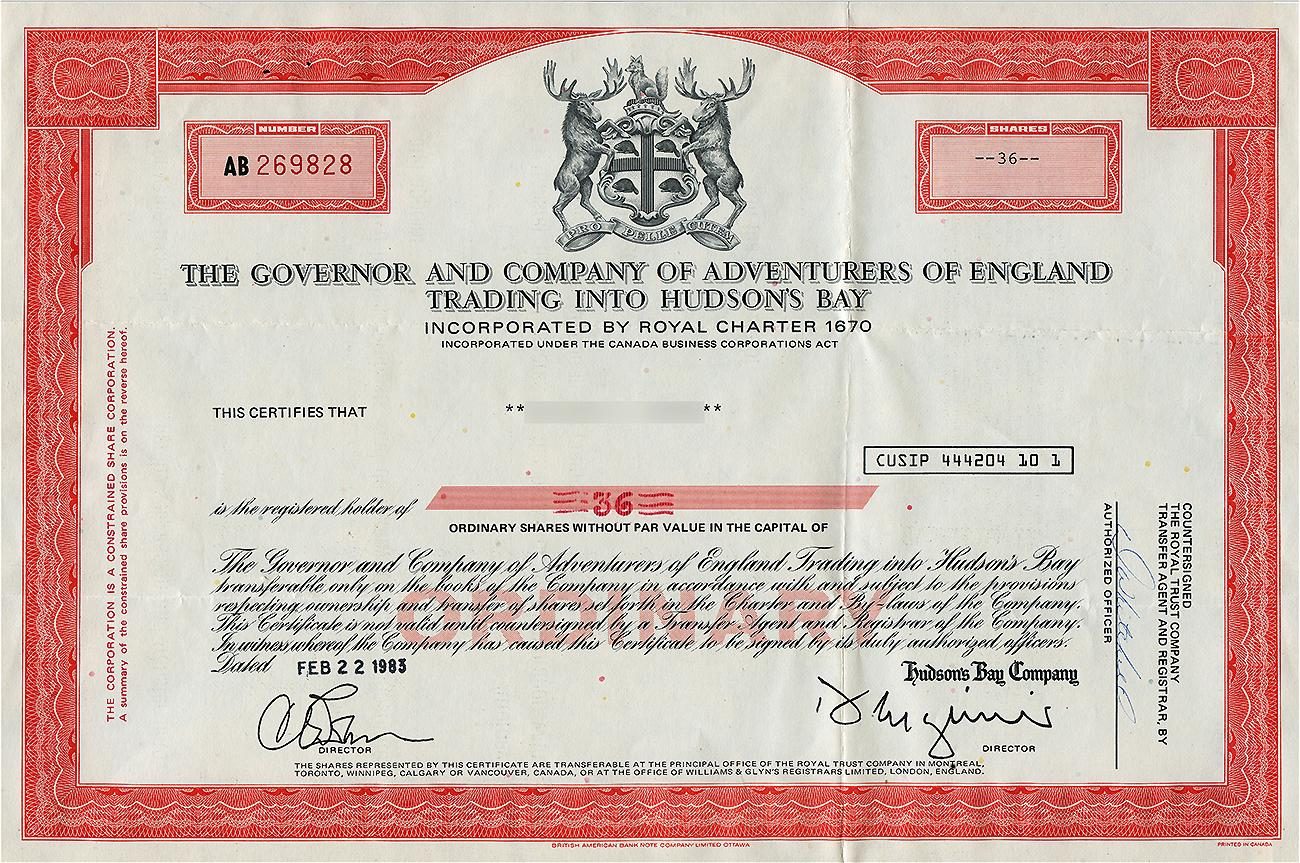 NUMBER
AB 269828
SHARES
--36--
PRO PELLE CUTEM
THE GOVERNOR AND COMPANY OF ADVENTURERS OF ENGLAND
TRADING INTO HUDSON'S BAY
INCORPORATED BY ROYAL CHARTER 1670
INCORPORATED UNDER THE CANADA BUSINESS CORPORATIONS ACT
THIS CERTIFIES THAT ** **
CUSIP 444204 10 1
is the registered holder of 36
ORDINARY SHARES WITHOUT PAR VALUE IN THE CAPITAL OF
ORDINARY
The Governor and Company of Adventurers of England Trading into Hudson's Bay
transferable only on the books of the Company in accordance with and subject to the provisions
respecting ownership and transfer of shares set forth in the Charter and By-laws of the Company.
This Certificate is not valid until countersigned by a Transfer Agent and Registrar of the Company.
In witness whereof the Company has caused this Certificate to be signed by its duly authorized officers.
Dated FEB 22 1983
Hudson's Bay Company
DIRECTOR
DIRECTOR
THE SHARES REPRESENTED BY THIS CERTIFICATE ARE TRANSFERABLE AT THE PRINCIPAL OFFICE OF THE ROYAL TRUST COMPANY IN MONTREAL,
TORONTO, WINNIPEG, CALGARY OR VANCOUVER, CANADA, OR AT THE OFFICE OF WILLIAMS & GLYN'S REGISTRARS LIMITED, LONDON, ENGLAND.
THE CORPORATION IS A CONSTRAINED SHARE CORPORATION.
A summary of the constrained share provisions is on the reverse hereof.
COUNTERSIGNED
THE ROYAL TRUST COMPANY
TRANSFER AGENT AND REGISTRAR, BY
AUTHORIZED OFFICER
BRITISH AMERICAN BANK NOTE COMPANY LIMITED OTTAWA
PRINTED IN CANADA